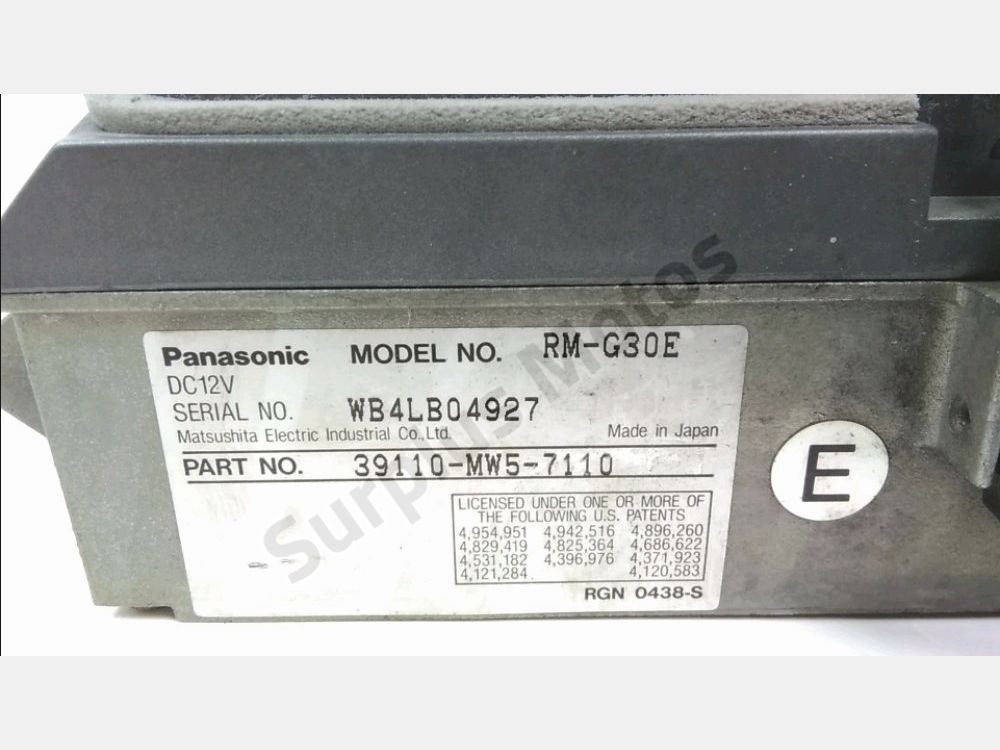 Panasonic MODEL NO. RM-G30E
DC12V
SERIAL NO. WB4LB04927
Matsushita Electric Industrial Co., Ltd. Made in Japan
PART NO. 39110-MW5-7110
E
LICENSED UNDER ONE OR MORE OF
THE FOLLOWING U.S. PATENTS
4,954,951 4,942,516 4,896,260
4,829,419 4,825,364 4,686,622
4,531,182 4,396,976 4,371,923
4,121,284 4,120,583
RGN 0438-S
Surplus Motos